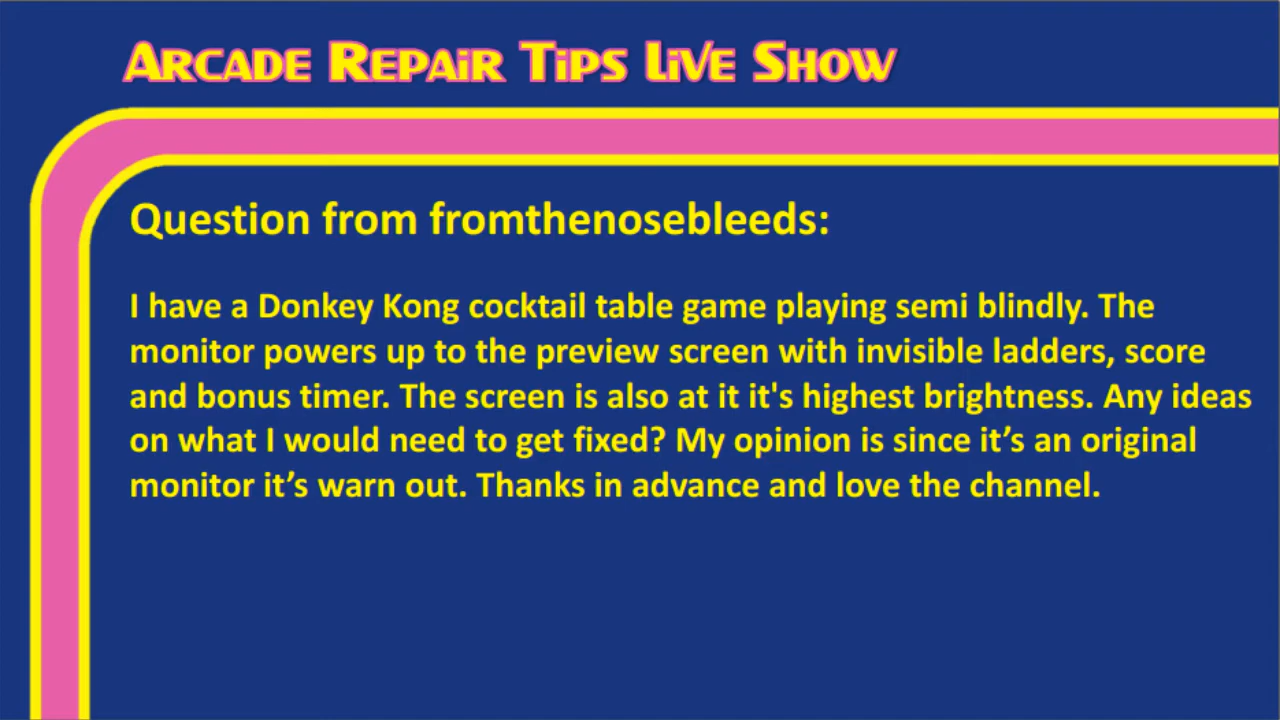 ARCADE REPAIR TIPS LIVE SHOW
Question from fromthenosebleeds:
I have a Donkey Kong cocktail table game playing semi blindly. The
monitor powers up to the preview screen with invisible ladders, score
and bonus timer. The screen is also at it it's highest brightness. Any ideas
on what I would need to get fixed? My opinion is since it’s an original
monitor it’s warn out. Thanks in advance and love the channel.